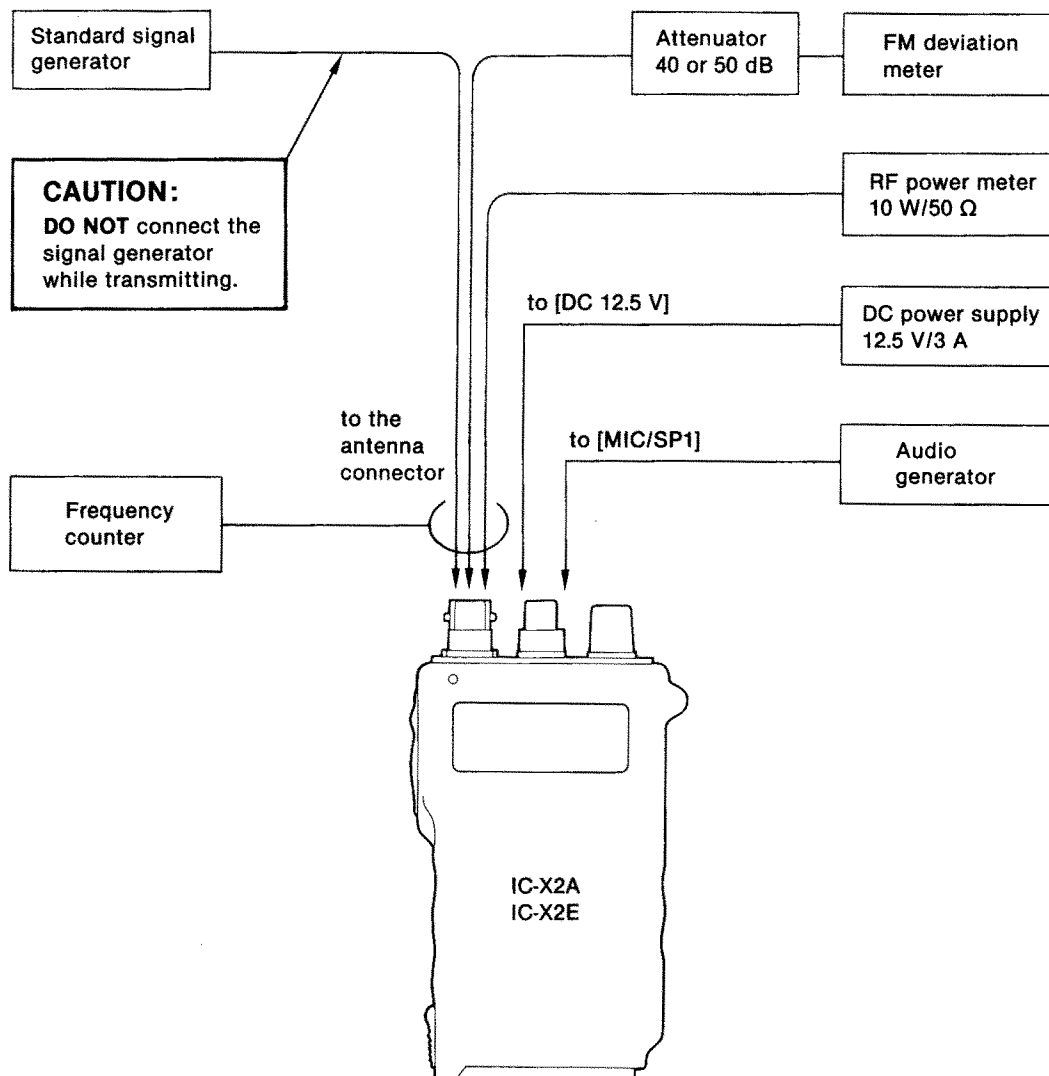 Standard signal
generator
Attenuator
40 or 50 dB
FM deviation
meter
CAUTION:
DO NOT connect the
signal generator
while transmitting.
RF power meter
10 W/50 Ω
to [DC 12.5 V]
DC power supply
12.5 V/3 A
to the
antenna
connector
to [MIC/SP1]
Audio
generator
Frequency
counter
IC-X2A
IC-X2E